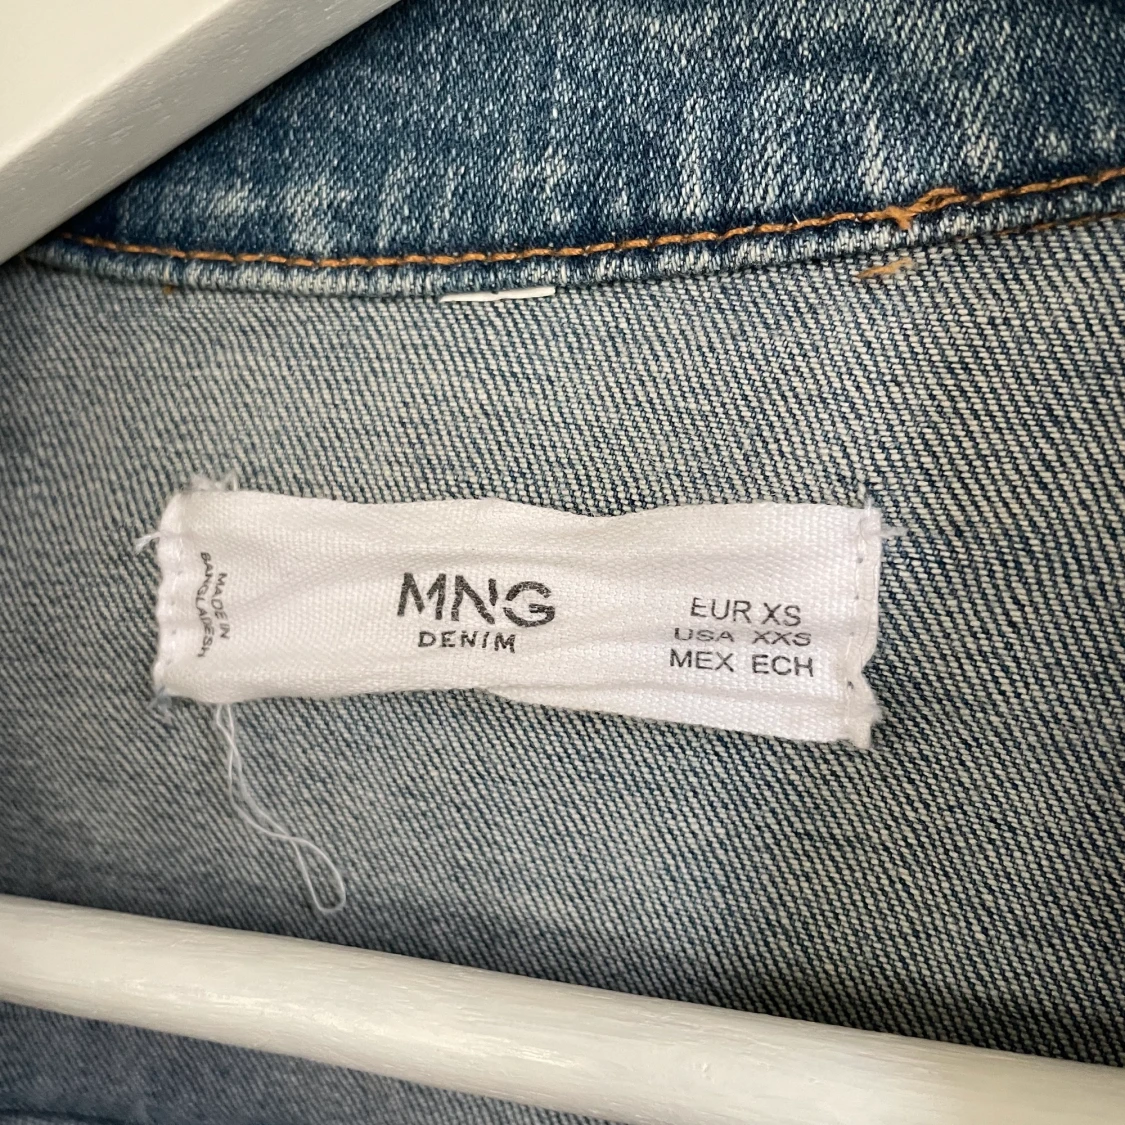 MADE IN
BANGLADESH
MNG
DENIM
EUR XS
USA XXS
MEX ECH